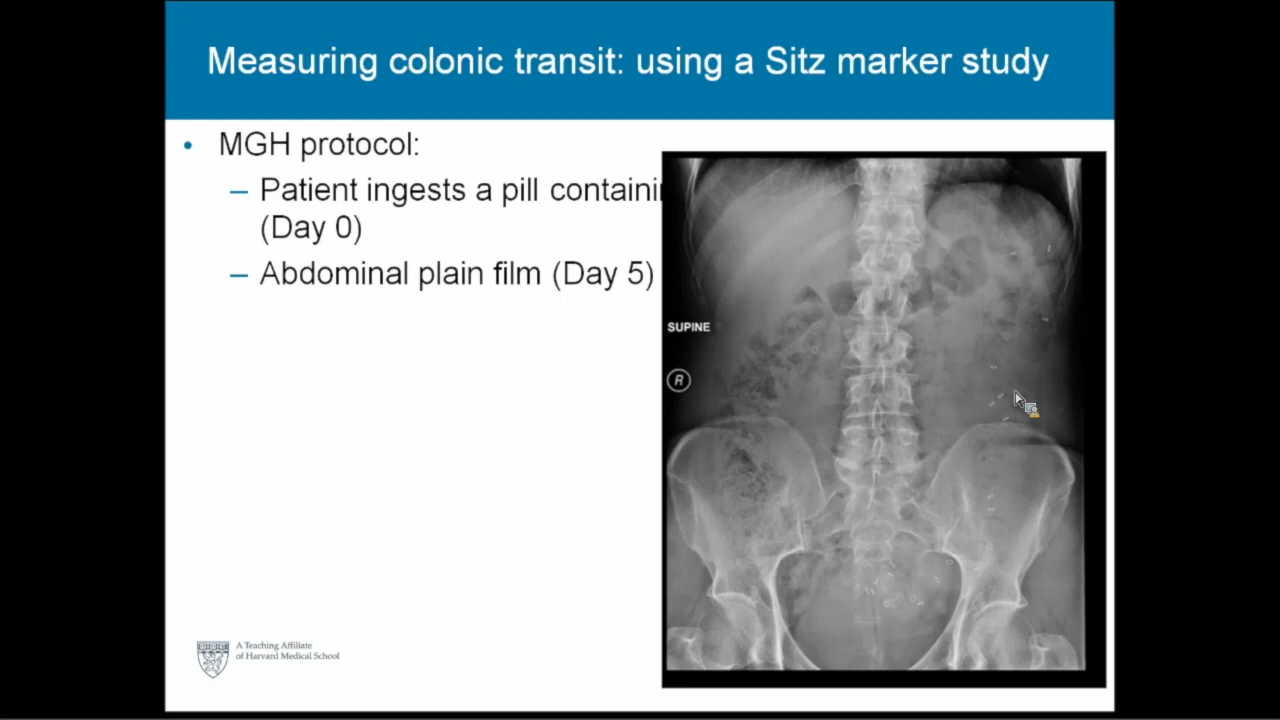 Measuring colonic transit: using a Sitz marker study
• MGH protocol:
– Patient ingests a pill
(Day 0)
– Abdominal plain film (Day 5)
SUPINE
R
A Teaching Affiliate
of Harvard Medical School